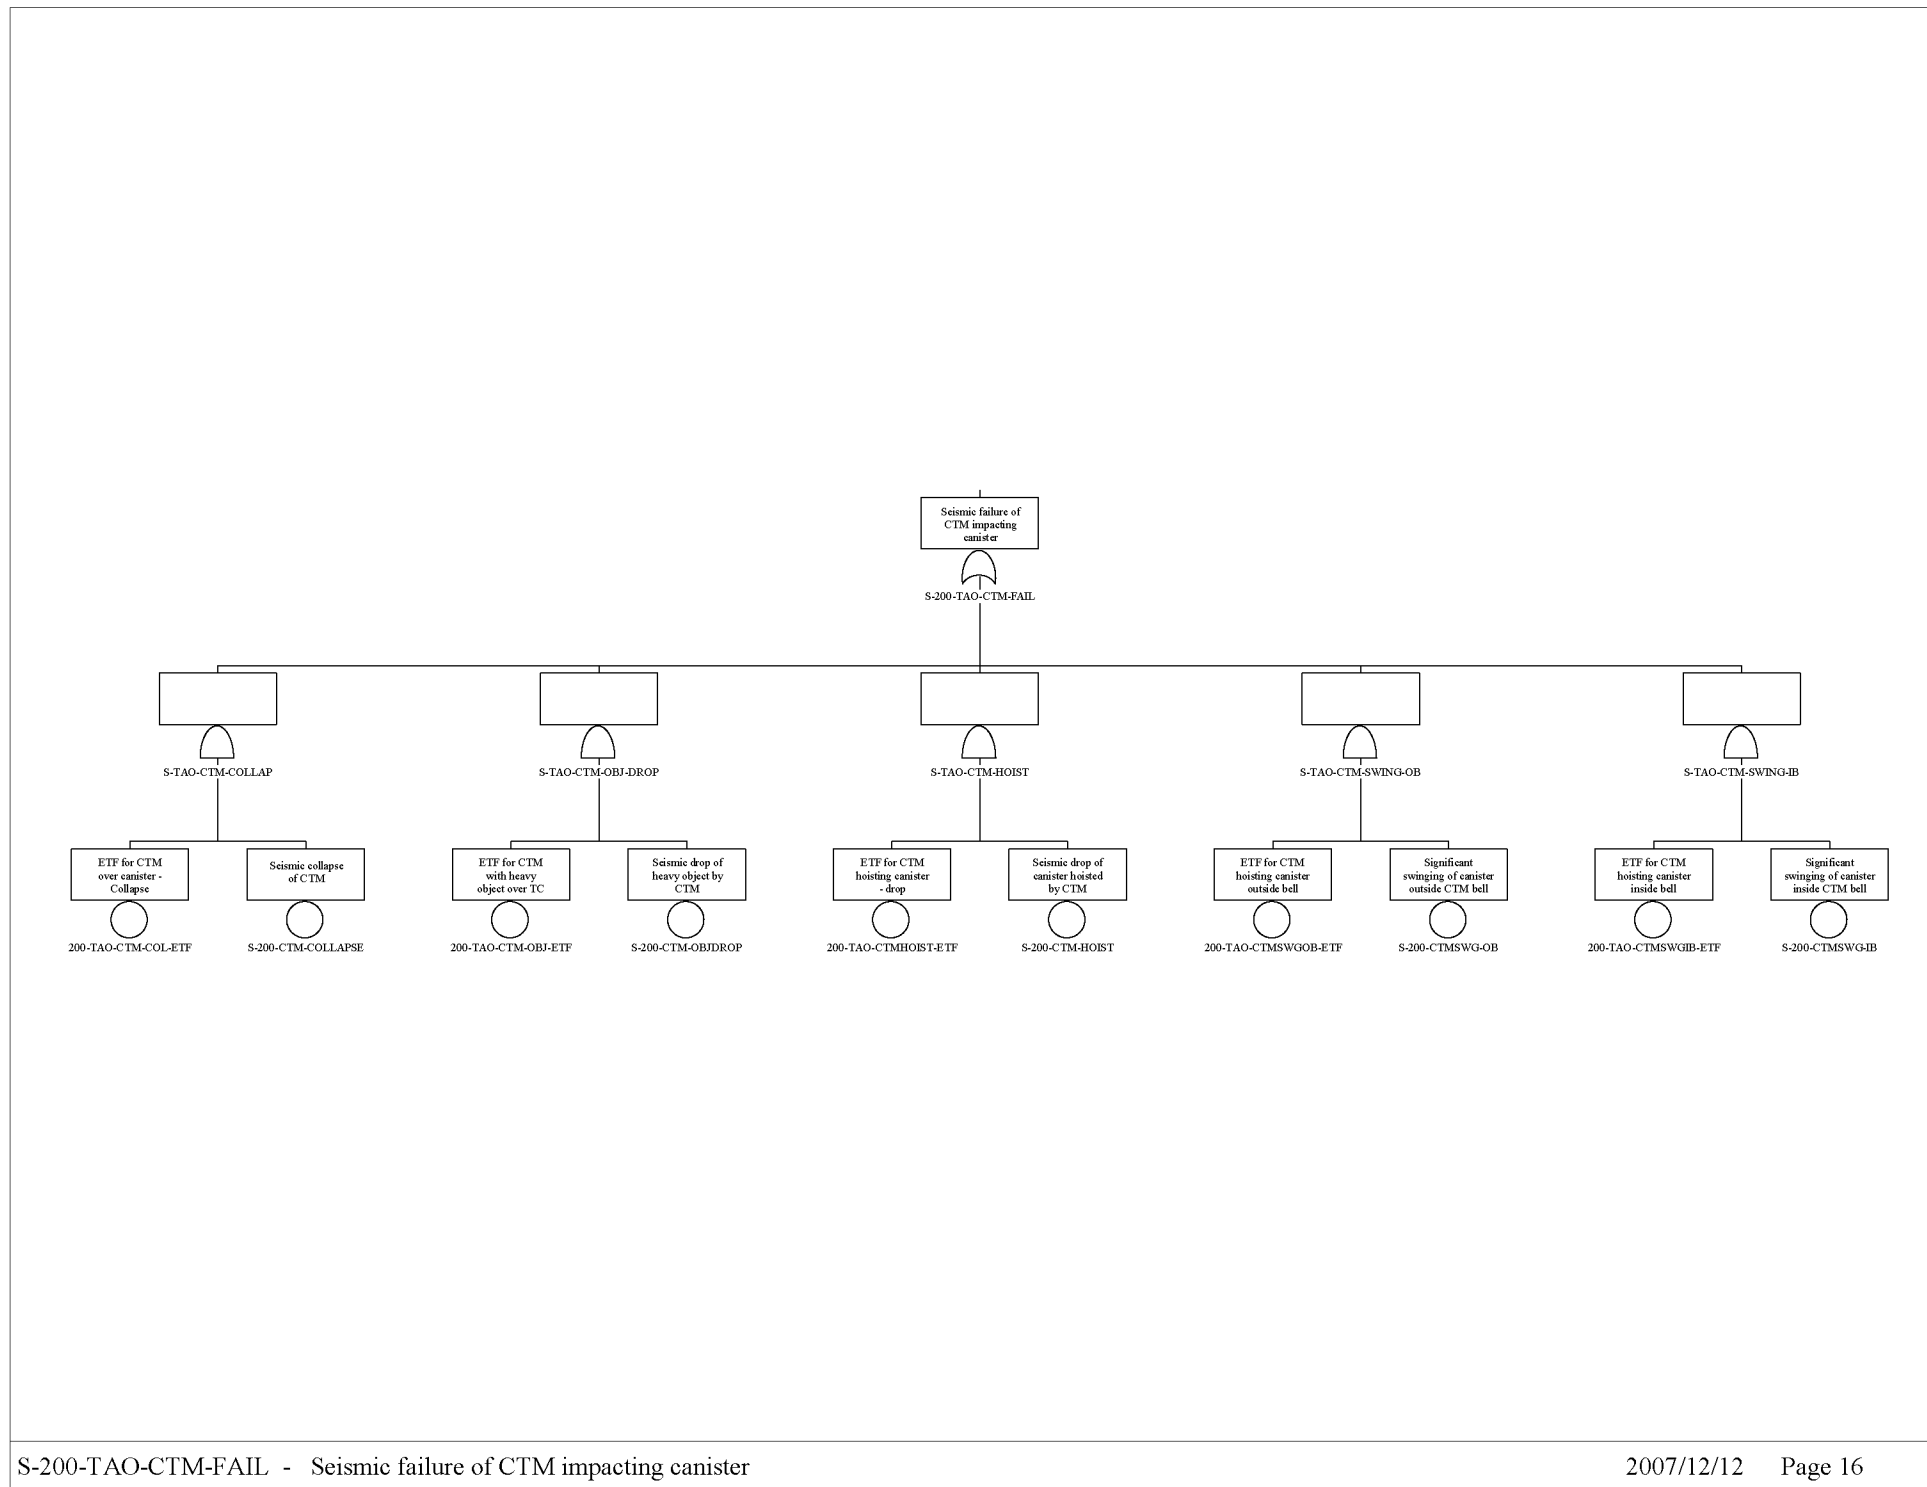 Seismic failure of
CTM impacting
canister
S-200-TAO-CTM-FAIL
S-TAO-CTM-COLLAP
S-TAO-CTM-OBJ-DROP
S-TAO-CTM-HOIST
S-TAO-CTM-SWING-OB
S-TAO-CTM-SWING-IB
ETF for CTM
over canister -
Collapse
200-TAO-CTM-COL-ETF
Seismic collapse
of CTM
S-200-CTM-COLLAPSE
ETF for CTM
with heavy
object over TC
200-TAO-CTM-OBJ-ETF
Seismic drop of
heavy object by
CTM
S-200-CTM-OBJDROP
ETF for CTM
hoisting canister
- drop
200-TAO-CTMHOIST-ETF
Seismic drop of
canister hoisted
by CTM
S-200-CTM-HOIST
ETF for CTM
hoisting canister
outside bell
200-TAO-CTMSWGOB-ETF
Significant
swinging of canister
outside CTM bell
S-200-CTMSWG-OB
ETF for CTM
hoisting canister
inside bell
200-TAO-CTMSWGIB-ETF
Significant
swinging of canister
inside CTM bell
S-200-CTMSWG-IB
S-200-TAO-CTM-FAIL - Seismic failure of CTM impacting canister
2007/12/12 Page 16